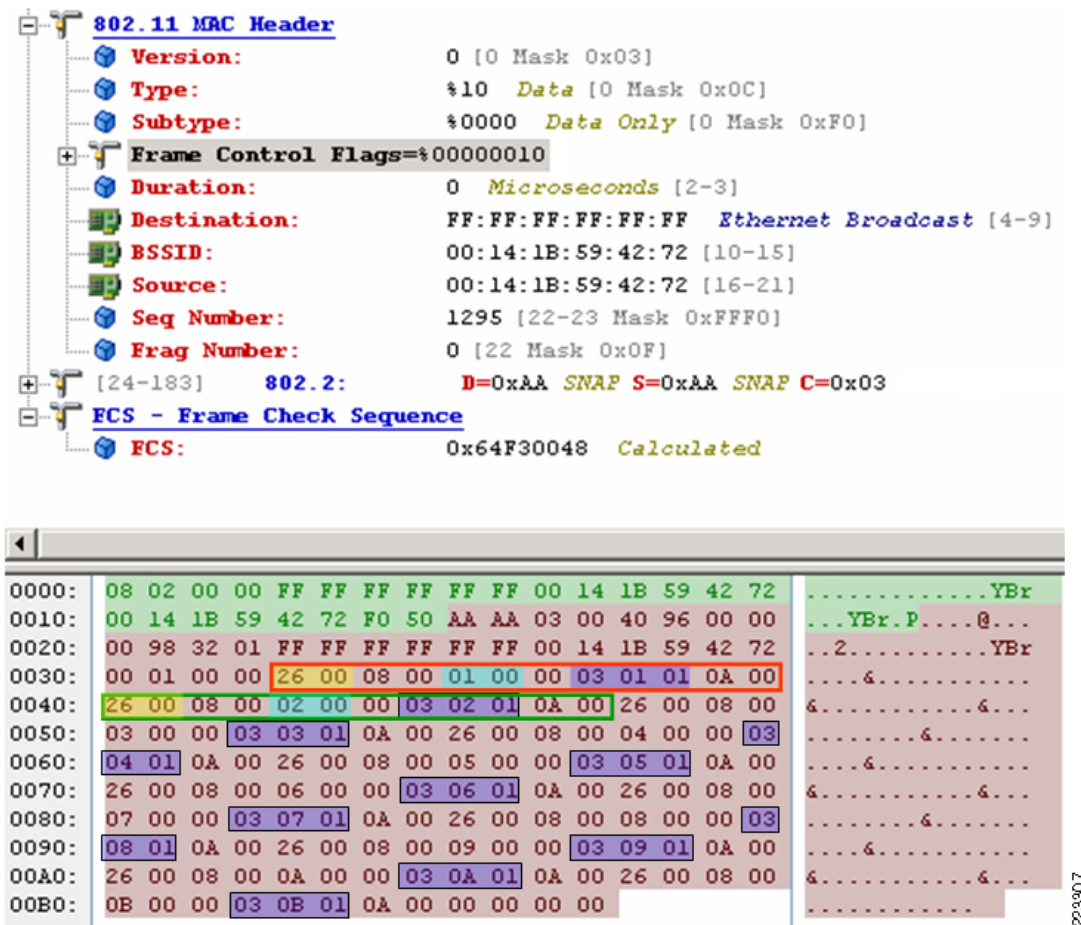 802.11 MAC Header
Version: 0 [0 Mask 0x03]
Type: %10 Data [0 Mask 0x0C]
Subtype: %0000 Data Only [0 Mask 0xF0]
Frame Control Flags=%00000010
Duration: 0 Microseconds [2-3]
Destination: FF:FF:FF:FF:FF:FF Ethernet Broadcast [4-9]
BSSID: 00:14:1B:59:42:72 [10-15]
Source: 00:14:1B:59:42:72 [16-21]
Seq Number: 1295 [22-23 Mask 0xFFF0]
Frag Number: 0 [22 Mask 0x0F]
[24-183] 802.2: D=0xAA SNAP S=0xAA SNAP C=0x03
FCS - Frame Check Sequence
FCS: 0x64F30048 Calculated
0000: 08 02 00 00 FF FF FF FF FF FF 00 14 1B 59 42 72 .............YBr
0010: 00 14 1B 59 42 72 F0 50 AA AA 03 00 40 96 00 00 ...YBr.P....@...
0020: 00 98 32 01 FF FF FF FF FF FF 00 14 1B 59 42 72 ..2..........YBr
0030: 00 01 00 00 26 00 08 00 01 00 00 03 01 01 0A 00 ....&...........
0040: 26 00 08 00 02 00 00 03 02 01 0A 00 26 00 08 00 &...........&...
0050: 03 00 00 03 03 01 0A 00 26 00 08 00 04 00 00 03 ........&.......
0060: 04 01 0A 00 26 00 08 00 05 00 00 03 05 01 0A 00 ....&...........
0070: 26 00 08 00 06 00 00 03 06 01 0A 00 26 00 08 00 &...........&...
0080: 07 00 00 03 07 01 0A 00 26 00 08 00 08 00 00 03 ........&.......
0090: 08 01 0A 00 26 00 08 00 09 00 00 03 09 01 0A 00 ....&...........
00A0: 26 00 08 00 0A 00 00 03 0A 01 0A 00 26 00 08 00 &...........&...
00B0: 0B 00 00 03 0B 01 0A 00 00 00 00 00 ............
223307